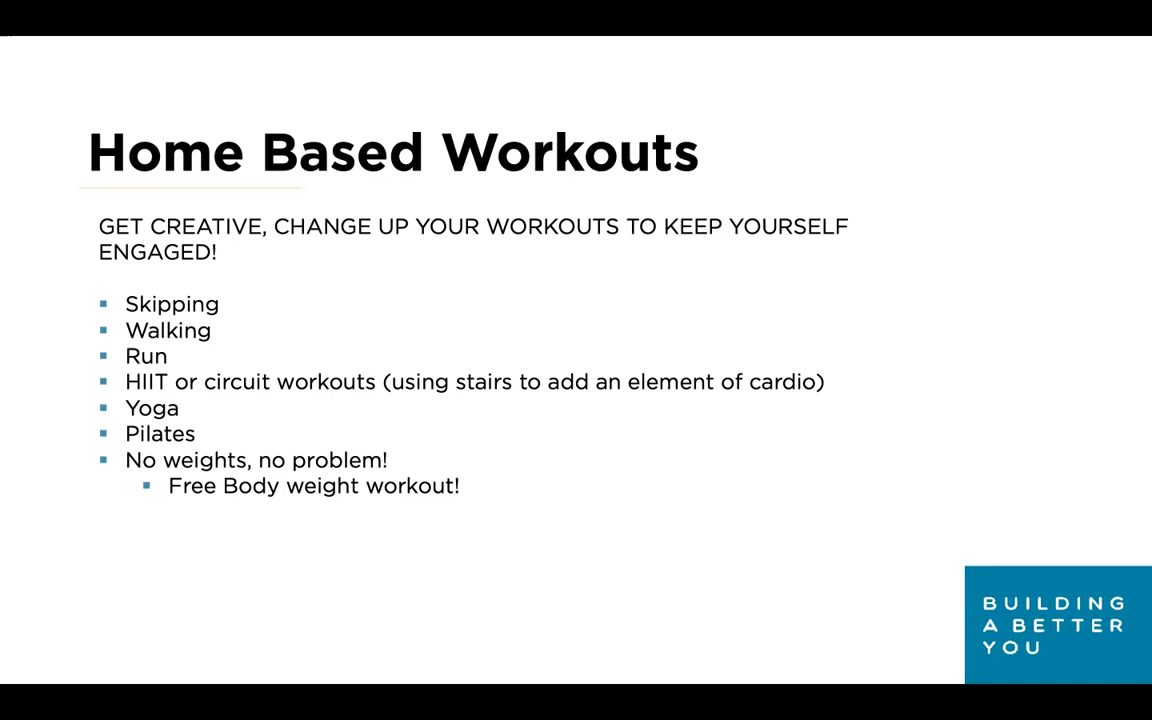 Home Based Workouts
GET CREATIVE, CHANGE UP YOUR WORKOUTS TO KEEP YOURSELF
ENGAGED!
Skipping
Walking
Run
HIIT or circuit workouts (using stairs to add an element of cardio)
Yoga
Pilates
No weights, no problem!
Free Body weight workout!
BUILDING
A BETTER
YOU